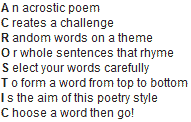 A n acrostic poem
C reates a challenge
R andom words on a theme
O r whole sentences that rhyme
S elect your words carefully
T o form a word from top to bottom
I s the aim of this poetry style
C hoose a word then go!